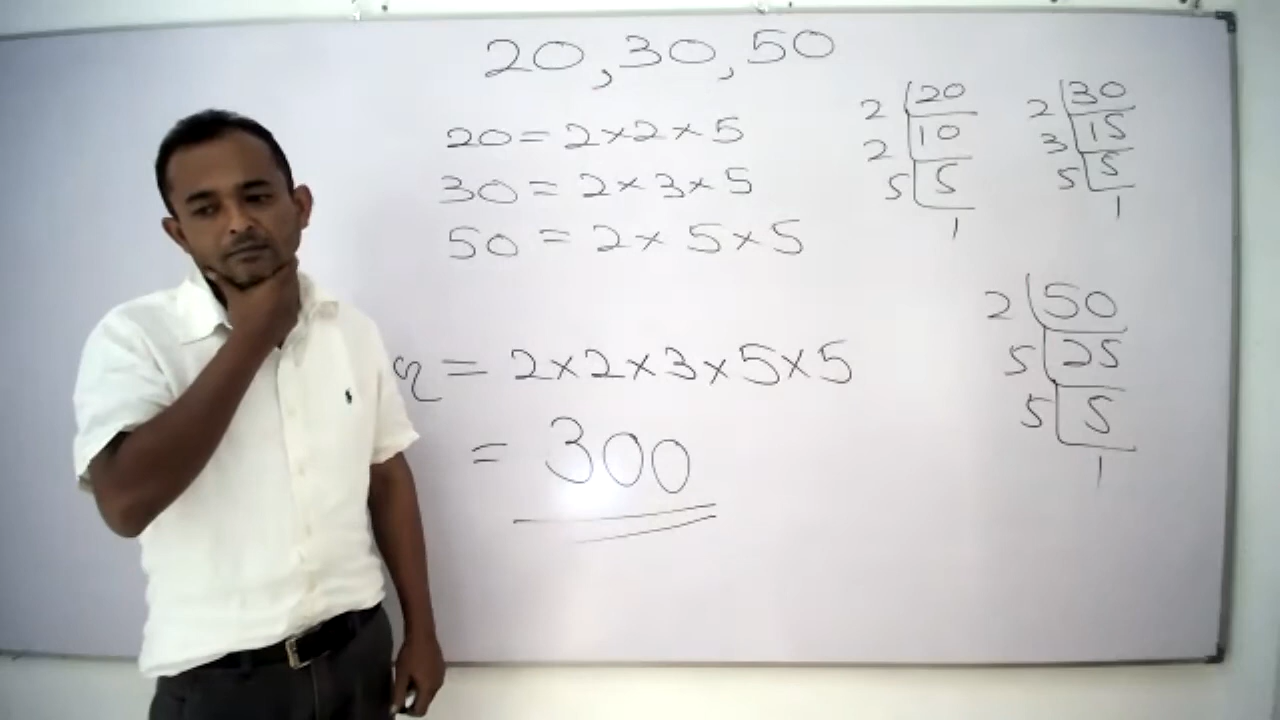 20, 30, 50
20 = 2 × 2 × 5
30 = 2 × 3 × 5
50 = 2 × 5 × 5
= 2 × 2 × 3 × 5 × 5
= 300
2 | 20
2 | 10
5 | 5
1
2 | 30
3 | 15
5 | 5
1
2 | 50
5 | 25
5 | 5
1